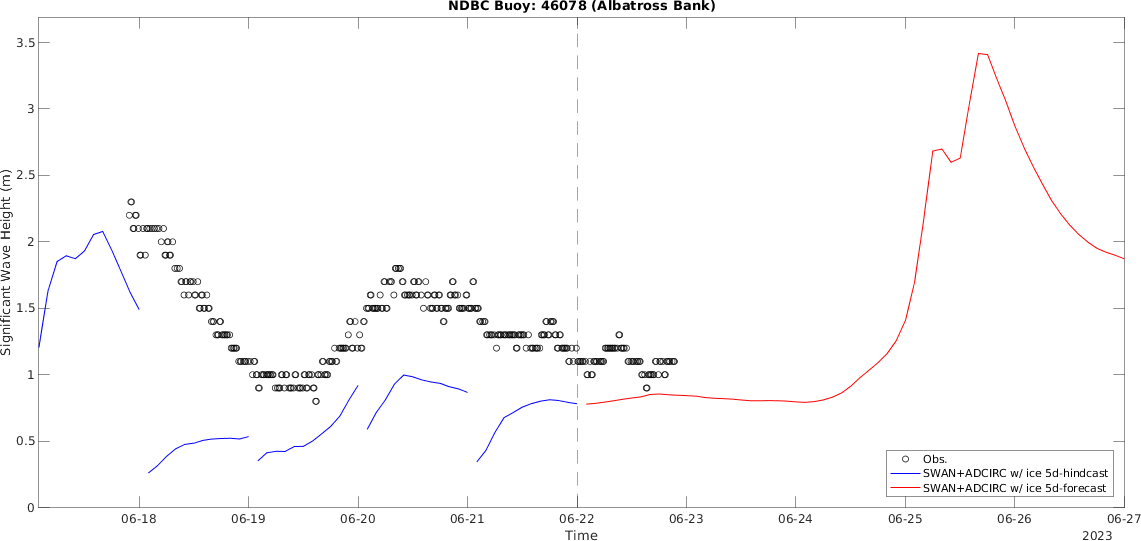 NDBC Buoy: 46078 (Albatross Bank)
Significant Wave Height (m)
3.5
3
2.5
2
1.5
1
0.5
0
Obs.
SWAN+ADCIRC w/ ice 5d-hindcast
SWAN+ADCIRC w/ ice 5d-forecast
06-18 06-19 06-20 06-21 06-22 06-23 06-24 06-25 06-26 06-27
Time
2023